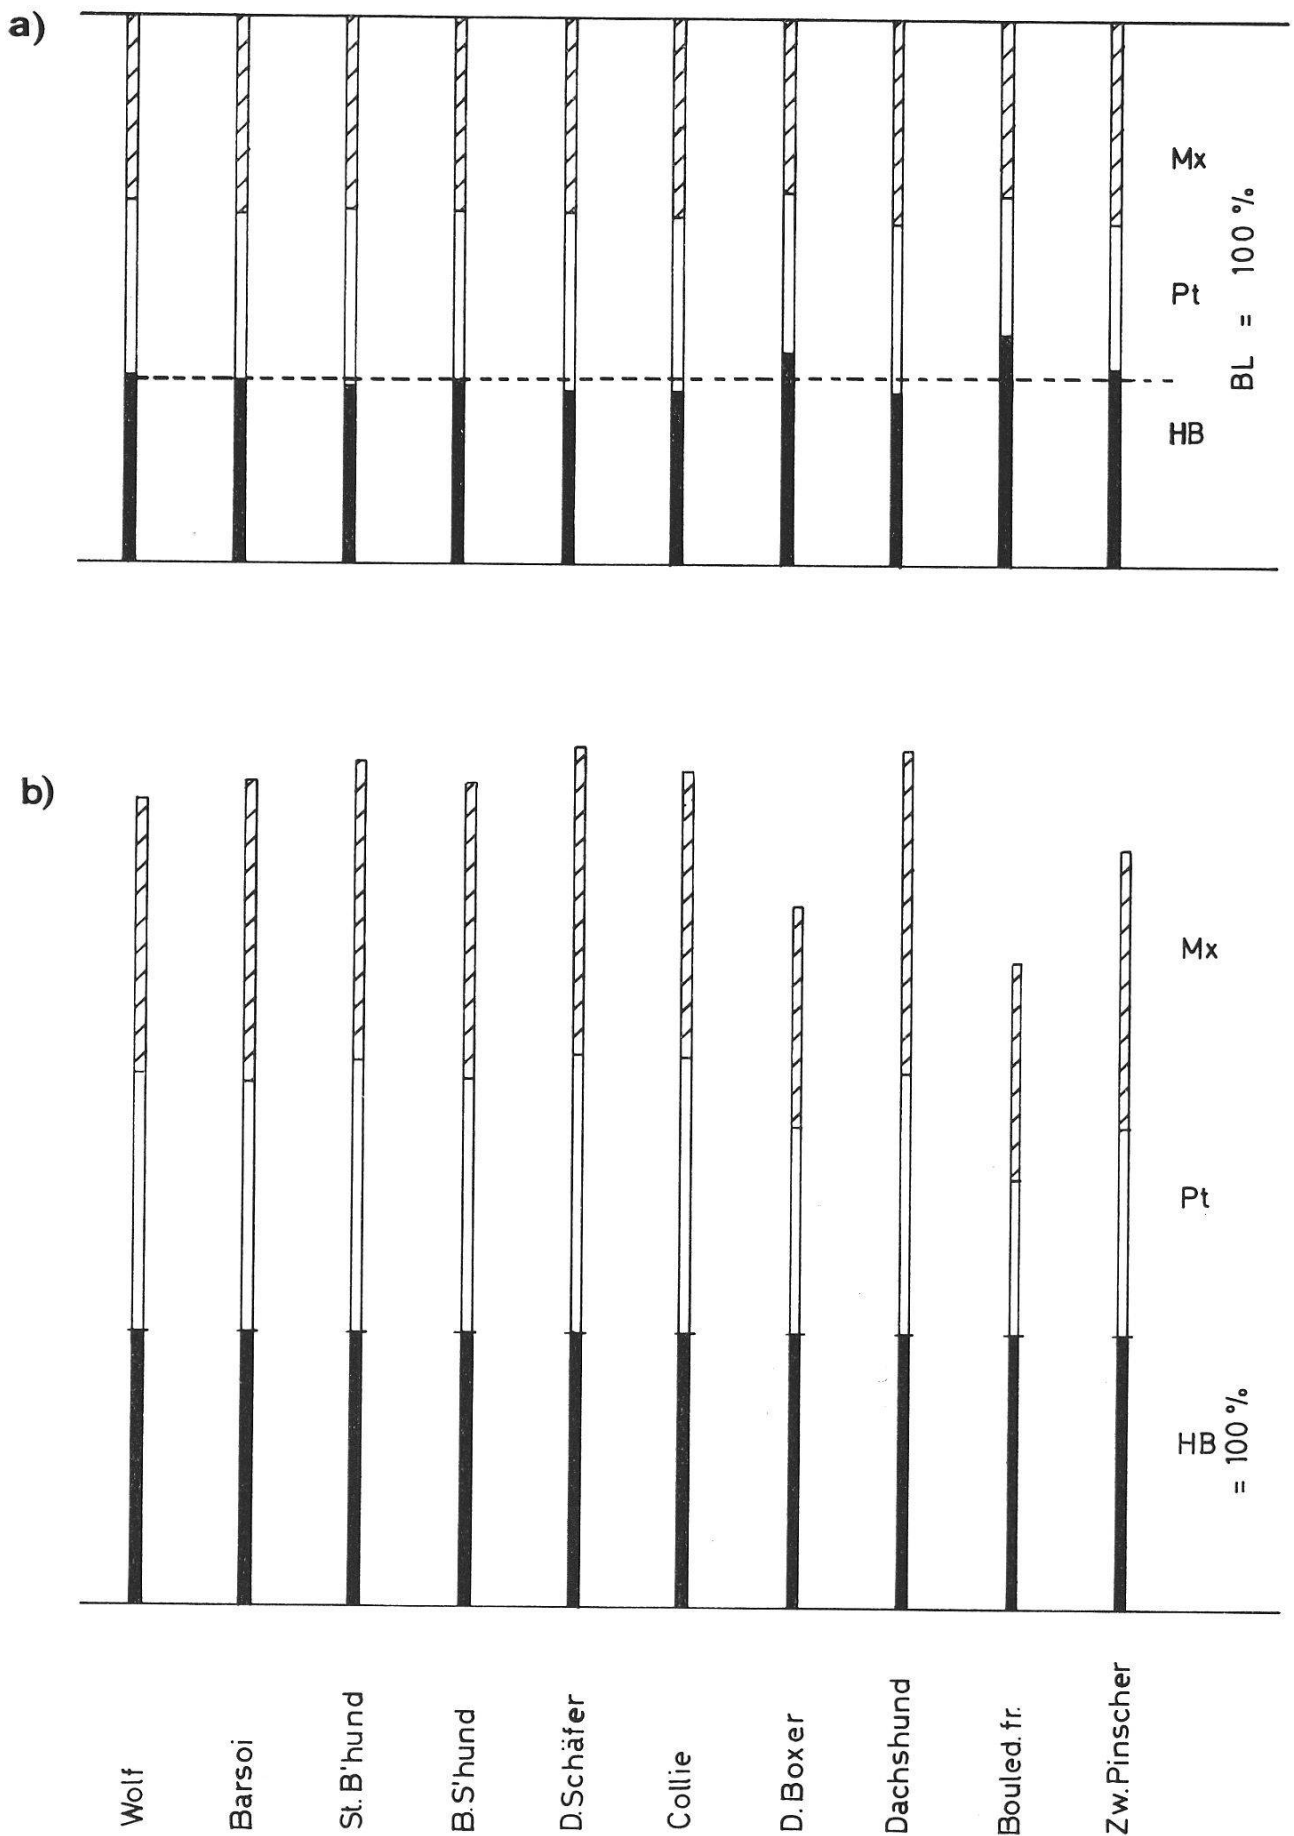 a)
Mx
Pt
HB
BL = 100 %
b)
Mx
Pt
HB
= 100 %
Wolf
Barsoi
St. B'hund
B.S'hund
D.Schäfer
Collie
D.Boxer
Dachshund
Bouled.fr.
Zw.Pinscher